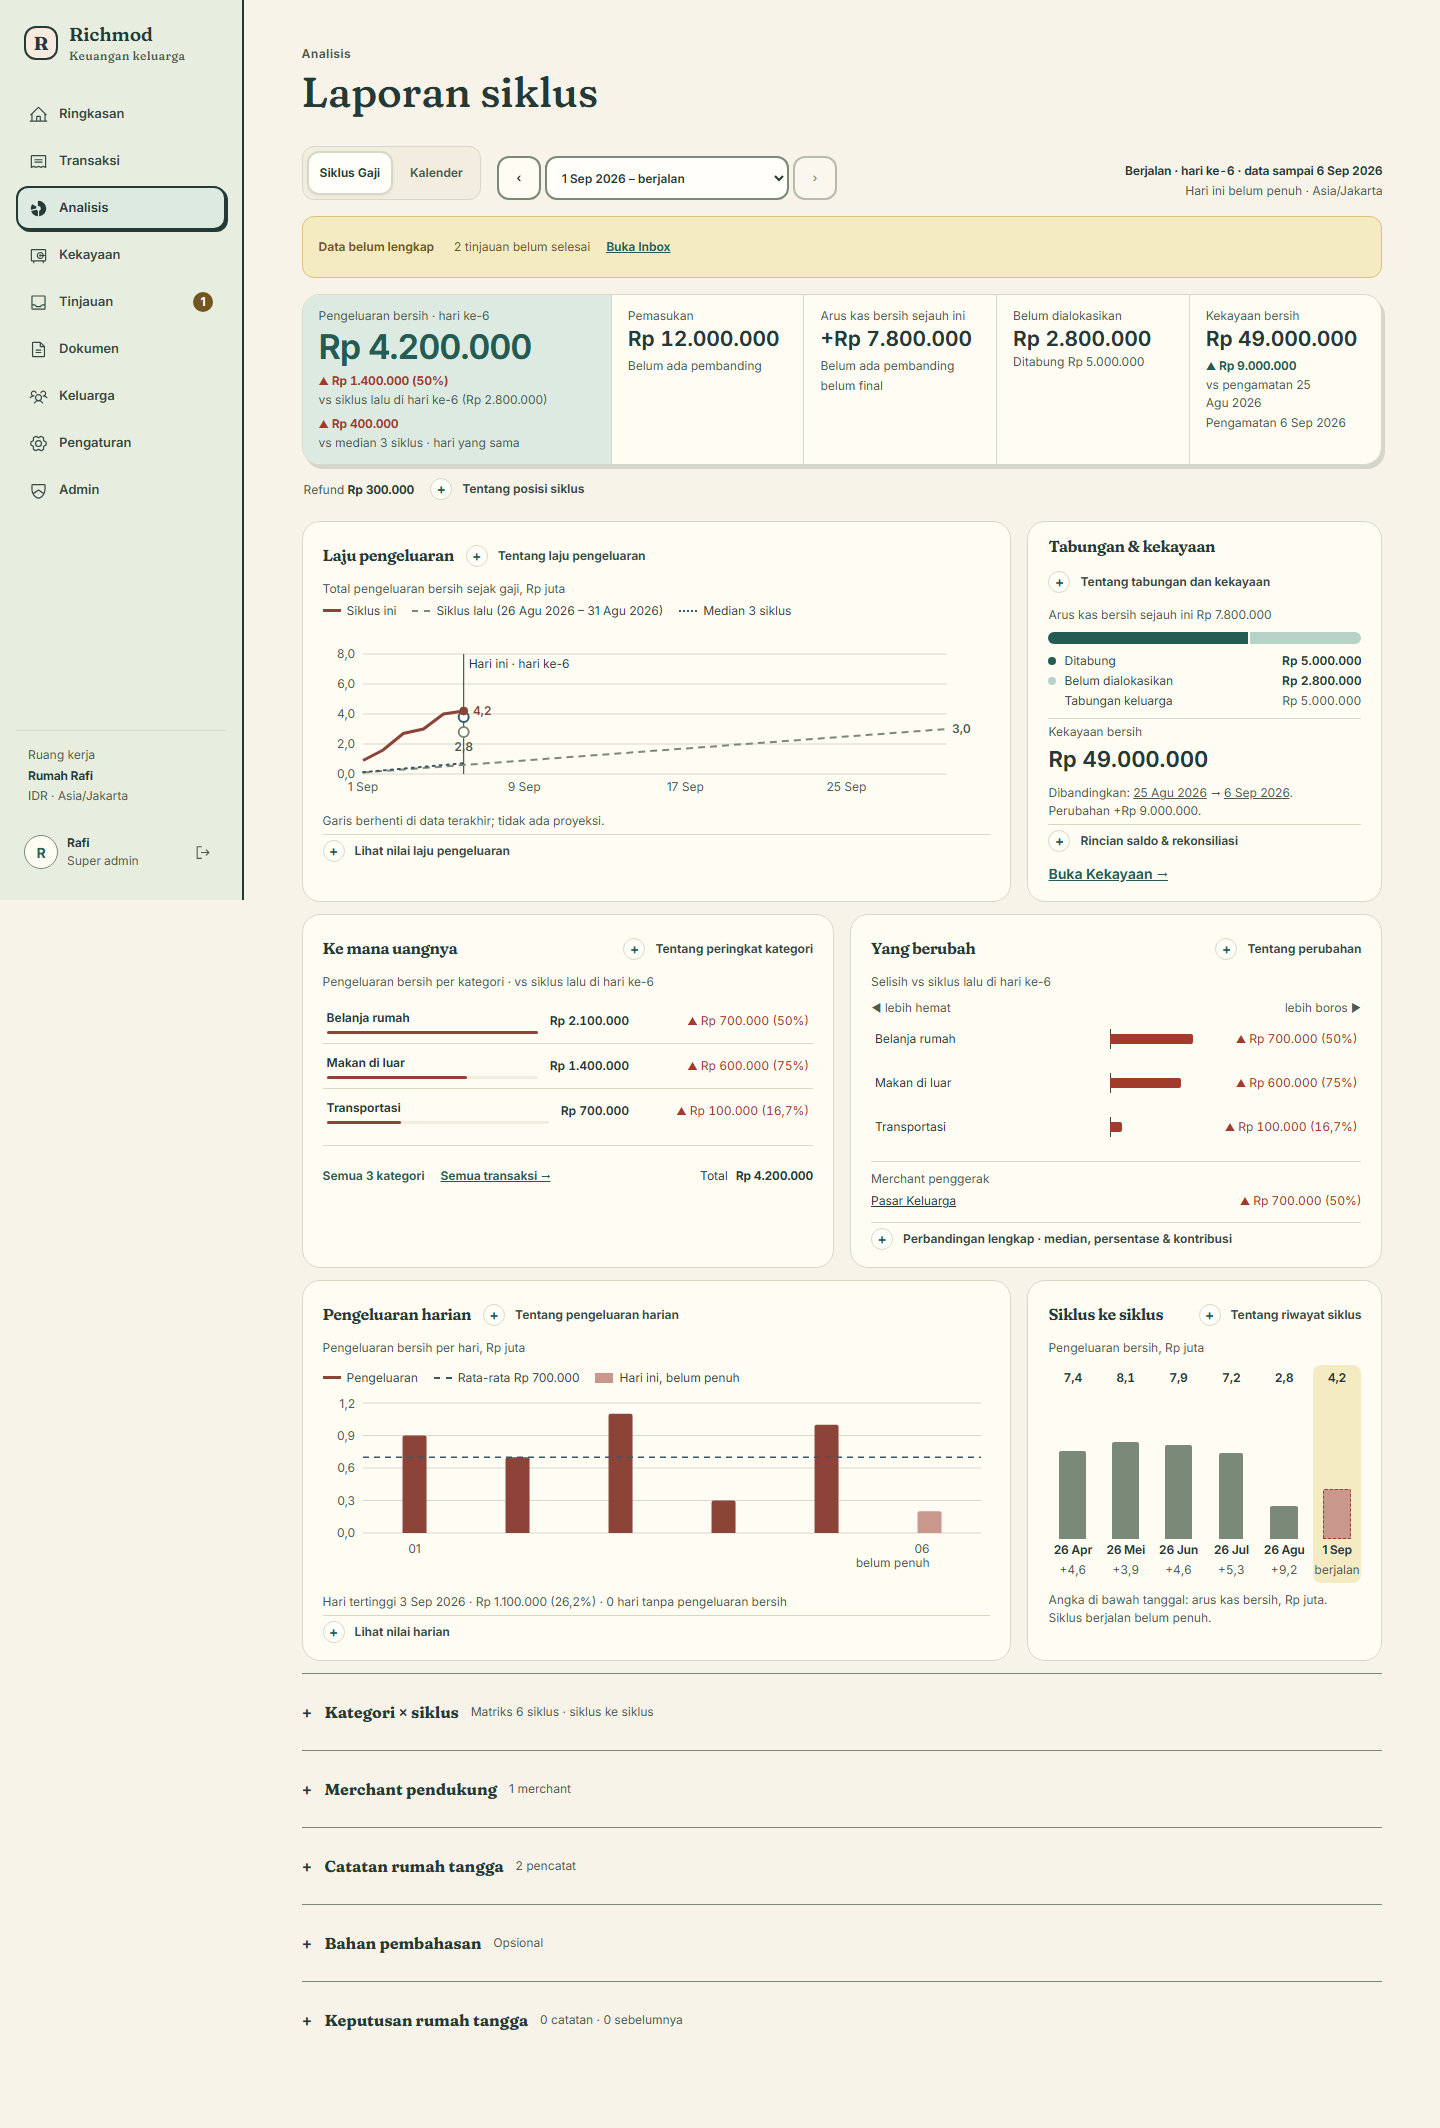 R
Richmod
Keuangan keluarga
Ringkasan
Transaksi
Analisis
Kekayaan
Tinjauan
1
Dokumen
Keluarga
Pengaturan
Admin
Ruang kerja
Rumah Rafi
IDR · Asia/Jakarta
R
Rafi
Super admin
Analisis
Laporan siklus
Siklus Gaji
Kalender
‹
1 Sep 2026 – berjalan
›
Berjalan · hari ke-6 · data sampai 6 Sep 2026
Hari ini belum penuh · Asia/Jakarta
Data belum lengkap 2 tinjauan belum selesai Buka Inbox
Pengeluaran bersih · hari ke-6
Rp 4.200.000
▲ Rp 1.400.000 (50%)
vs siklus lalu di hari ke-6 (Rp 2.800.000)
▲ Rp 400.000
vs median 3 siklus · hari yang sama
Pemasukan
Rp 12.000.000
Belum ada pembanding
Arus kas bersih sejauh ini
+Rp 7.800.000
Belum ada pembanding
belum final
Belum dialokasikan
Rp 2.800.000
Ditabung Rp 5.000.000
Kekayaan bersih
Rp 49.000.000
▲ Rp 9.000.000
vs pengamatan 25
Agu 2026
Pengamatan 6 Sep 2026
Refund Rp 300.000 + Tentang posisi siklus
Laju pengeluaran + Tentang laju pengeluaran
Total pengeluaran bersih sejak gaji, Rp juta
Siklus ini Siklus lalu (26 Agu 2026 – 31 Agu 2026) Median 3 siklus
8,0
Hari ini · hari ke-6
6,0
4,0
4,2
2,0
2,8
3,0
0,0
1 Sep 9 Sep 17 Sep 25 Sep
Garis berhenti di data terakhir; tidak ada proyeksi.
+ Lihat nilai laju pengeluaran
Tabungan & kekayaan
+ Tentang tabungan dan kekayaan
Arus kas bersih sejauh ini Rp 7.800.000
Ditabung Rp 5.000.000
Belum dialokasikan Rp 2.800.000
Tabungan keluarga Rp 5.000.000
Kekayaan bersih
Rp 49.000.000
Dibandingkan: 25 Agu 2026 → 6 Sep 2026.
Perubahan +Rp 9.000.000.
+ Rincian saldo & rekonsiliasi
Buka Kekayaan →
Ke mana uangnya + Tentang peringkat kategori
Pengeluaran bersih per kategori · vs siklus lalu di hari ke-6
Belanja rumah Rp 2.100.000 ▲ Rp 700.000 (50%)
Makan di luar Rp 1.400.000 ▲ Rp 600.000 (75%)
Transportasi Rp 700.000 ▲ Rp 100.000 (16,7%)
Semua 3 kategori Semua transaksi → Total Rp 4.200.000
Yang berubah + Tentang perubahan
Selisih vs siklus lalu di hari ke-6
◀ lebih hemat lebih boros ▶
Belanja rumah ▲ Rp 700.000 (50%)
Makan di luar ▲ Rp 600.000 (75%)
Transportasi ▲ Rp 100.000 (16,7%)
Merchant penggerak
Pasar Keluarga ▲ Rp 700.000 (50%)
+ Perbandingan lengkap · median, persentase & kontribusi
Pengeluaran harian + Tentang pengeluaran harian
Pengeluaran bersih per hari, Rp juta
Pengeluaran Rata-rata Rp 700.000 Hari ini, belum penuh
1,2
0,9
0,6
0,3
0,0
01 06
belum penuh
Hari tertinggi 3 Sep 2026 · Rp 1.100.000 (26,2%) · 0 hari tanpa pengeluaran bersih
+ Lihat nilai harian
Siklus ke siklus + Tentang riwayat siklus
Pengeluaran bersih, Rp juta
7,4 8,1 7,9 7,2 2,8 4,2
26 Apr 26 Mei 26 Jun 26 Jul 26 Agu 1 Sep
+4,6 +3,9 +4,6 +5,3 +9,2 berjalan
Angka di bawah tanggal: arus kas bersih, Rp juta.
Siklus berjalan belum penuh.
+ Kategori × siklus Matriks 6 siklus · siklus ke siklus
+ Merchant pendukung 1 merchant
+ Catatan rumah tangga 2 pencatat
+ Bahan pembahasan Opsional
+ Keputusan rumah tangga 0 catatan · 0 sebelumnya